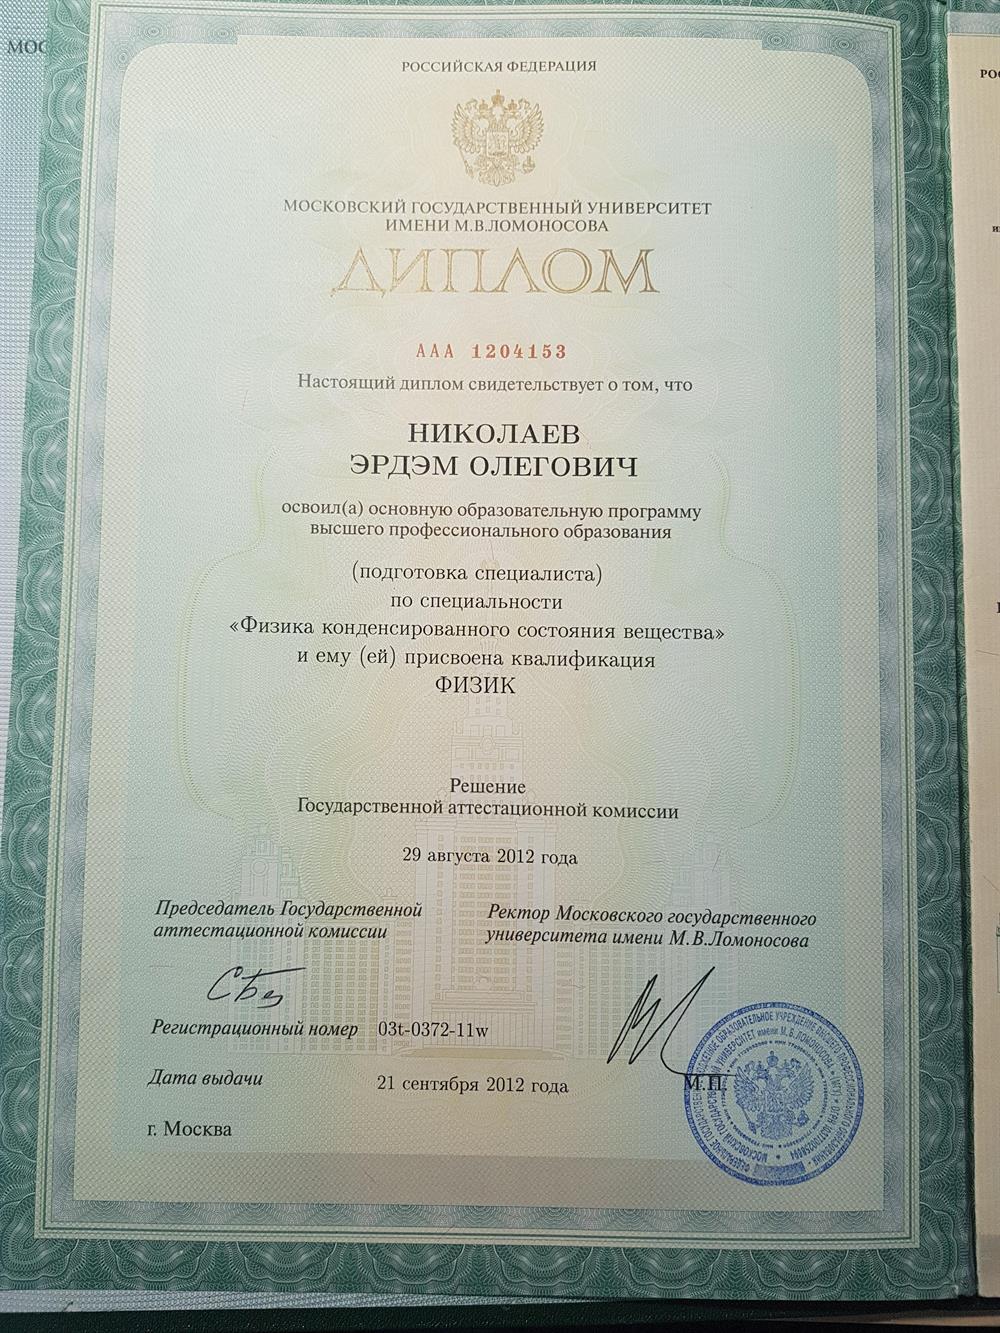 РОССИЙСКАЯ ФЕДЕРАЦИЯ
МОСКОВСКИЙ ГОСУДАРСТВЕННЫЙ УНИВЕРСИТЕТ
ИМЕНИ М.В.ЛОМОНОСОВА
ДИПЛОМ
ААА 1204153
Настоящий диплом свидетельствует о том, что
НИКОЛАЕВ
ЭРДЭМ ОЛЕГОВИЧ
освоил(а) основную образовательную программу
высшего профессионального образования
(подготовка специалиста)
по специальности
«Физика конденсированного состояния вещества»
и ему (ей) присвоена квалификация
ФИЗИК
Решение
Государственной аттестационной комиссии
29 августа 2012 года
Председатель Государственной
аттестационной комиссии
Ректор Московского государственного
университета имени М.В.Ломоносова
Регистрационный номер 03t-0372-11w
М.П.
Дата выдачи 21 сентября 2012 года
г. Москва